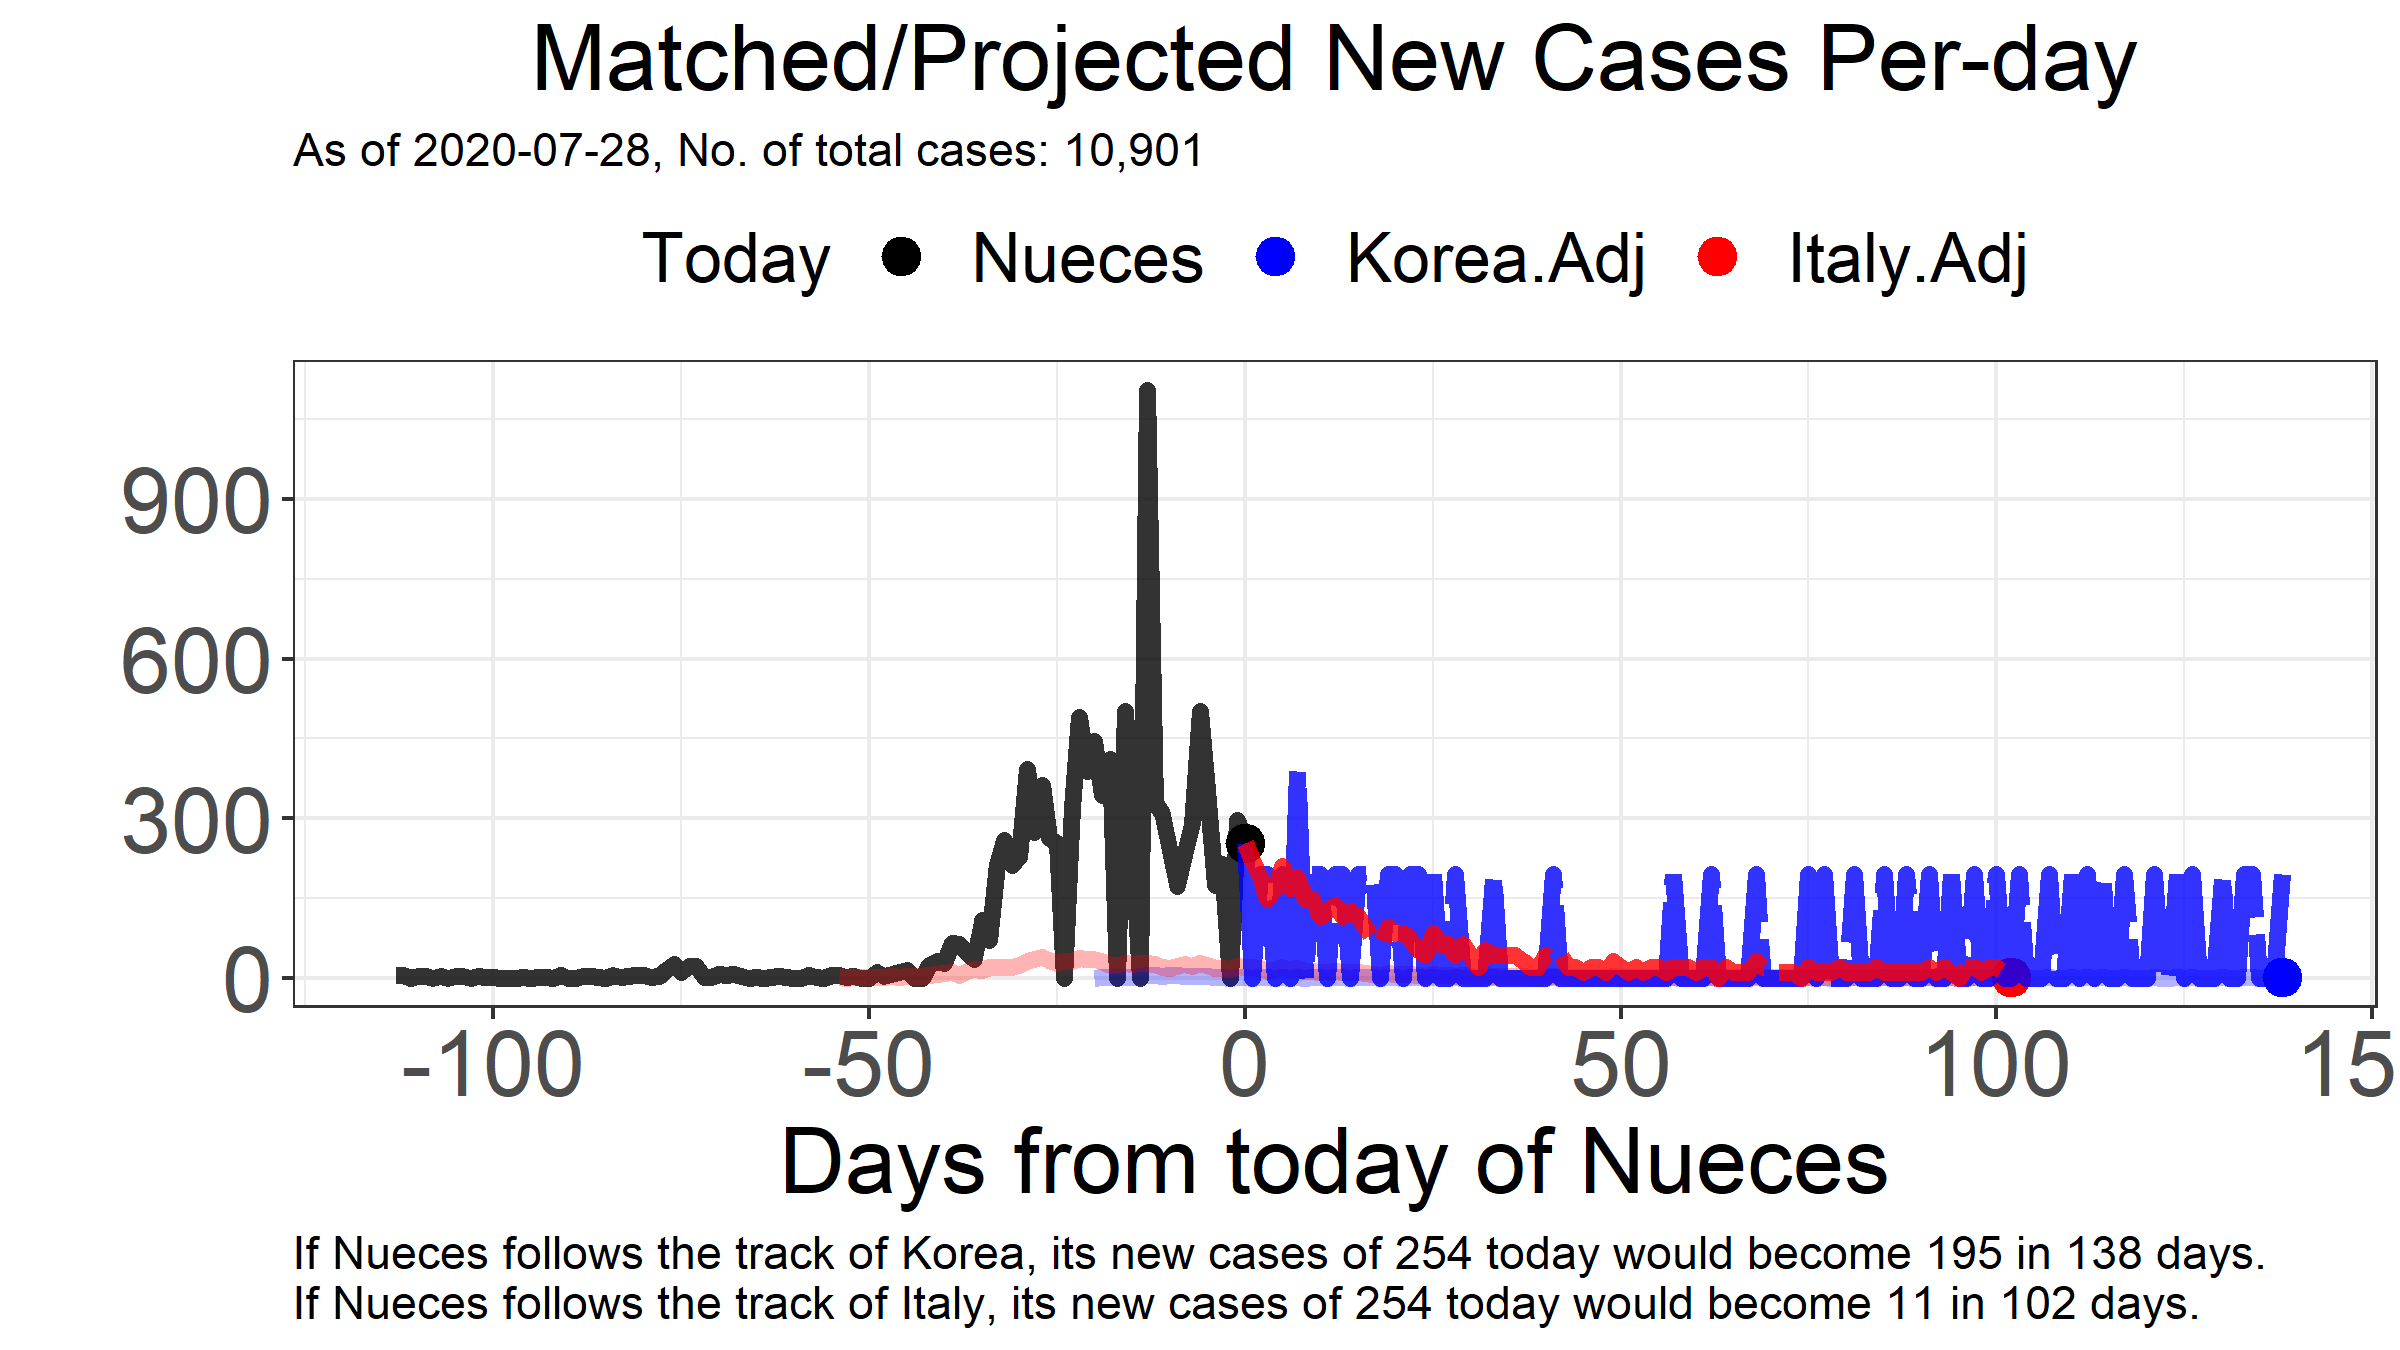 Matched/Projected New Cases Per-day
As of 2020-07-28, No. of total cases: 10,901
Today Nueces Korea.Adj Italy.Adj
900
600
300
0
-100 -50 0 50 100 15
Days from today of Nueces
If Nueces follows the track of Korea, its new cases of 254 today would become 195 in 138 days.
If Nueces follows the track of Italy, its new cases of 254 today would become 11 in 102 days.